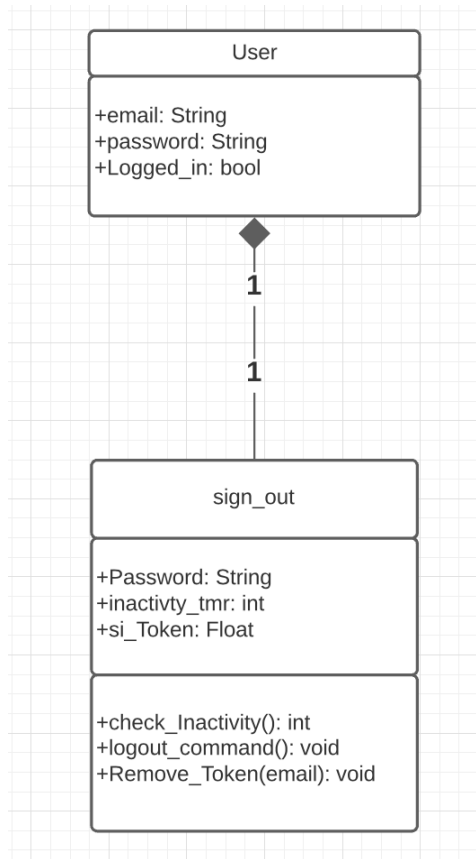 User
+email: String
+password: String
+Logged_in: bool
1
1
sign_out
+Password: String
+inactivty_tmr: int
+si_Token: Float
+check_Inactivity(): int
+logout_command(): void
+Remove_Token(email): void